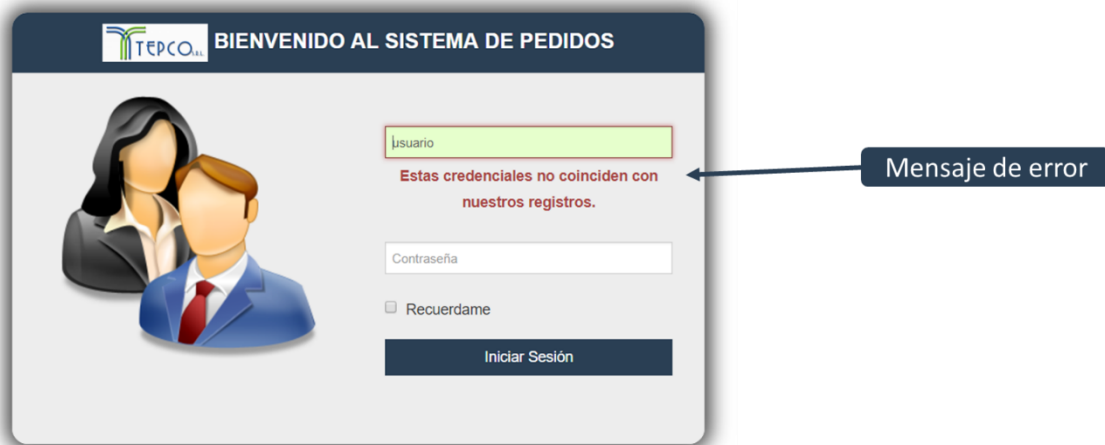 TEPCO S.R.L. BIENVENIDO AL SISTEMA DE PEDIDOS
usuario
Estas credenciales no coinciden con
nuestros registros.
Mensaje de error
Contraseña
Recuerdame
Iniciar Sesión